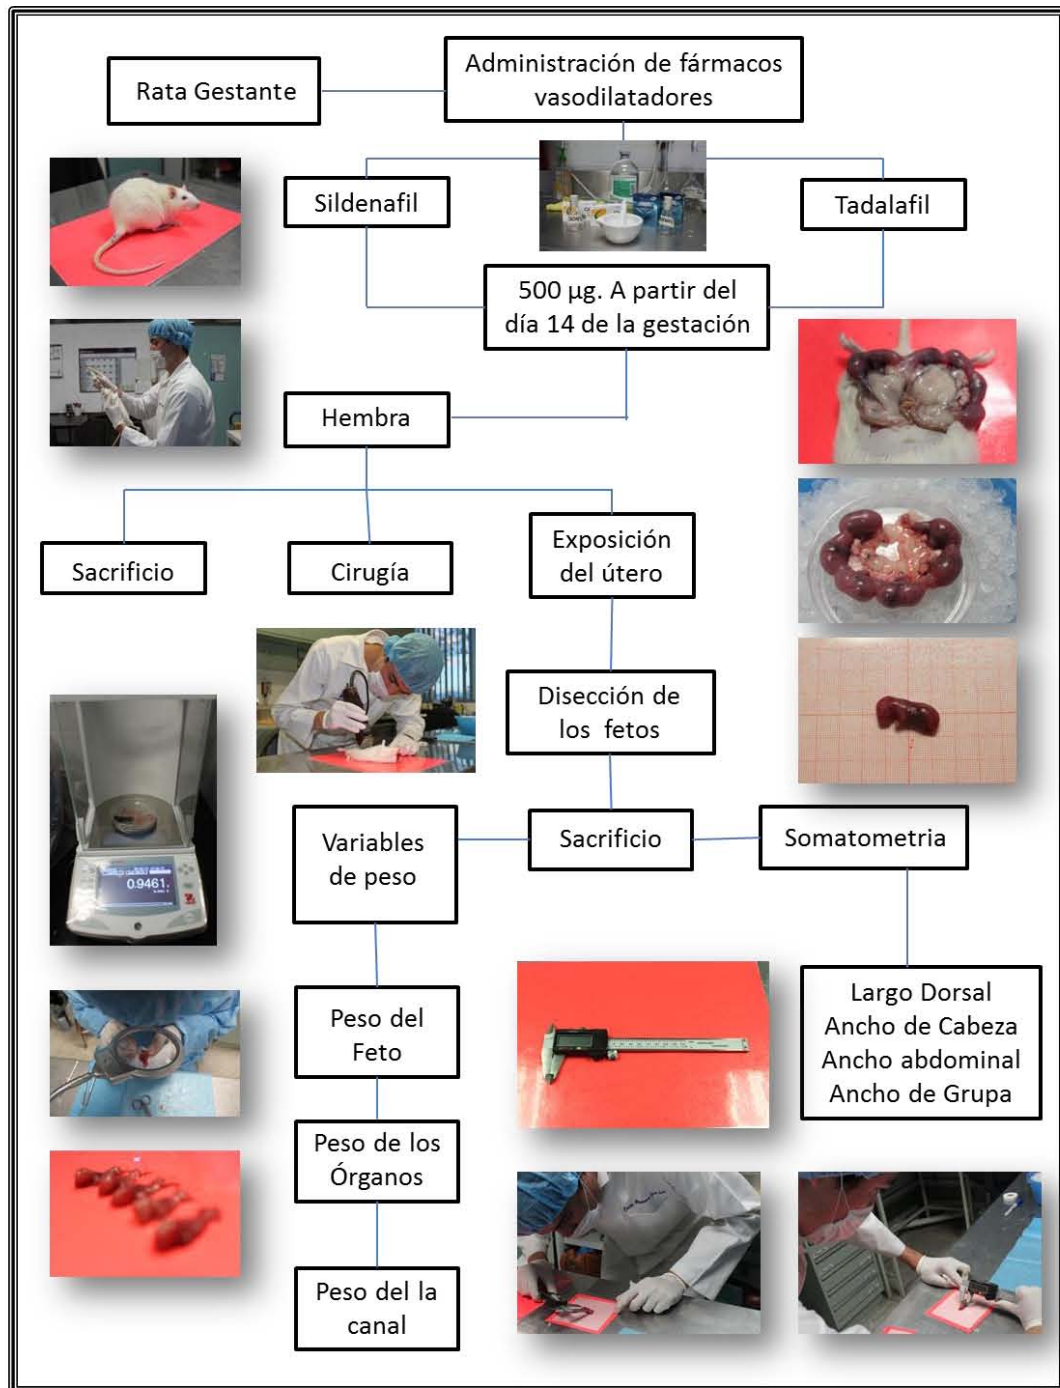 Rata Gestante
Administración de fármacos
vasodilatadores
Sildenafil
Tadalafil
500 µg. A partir del
día 14 de la gestación
Hembra
Sacrificio
Cirugía
Exposición
del útero
Disección de
los fetos
Variables
de peso
Sacrificio
Somatometria
0.9461
Peso del
Feto
Largo Dorsal
Ancho de Cabeza
Ancho abdominal
Ancho de Grupa
Peso de los
Órganos
Peso del la
canal